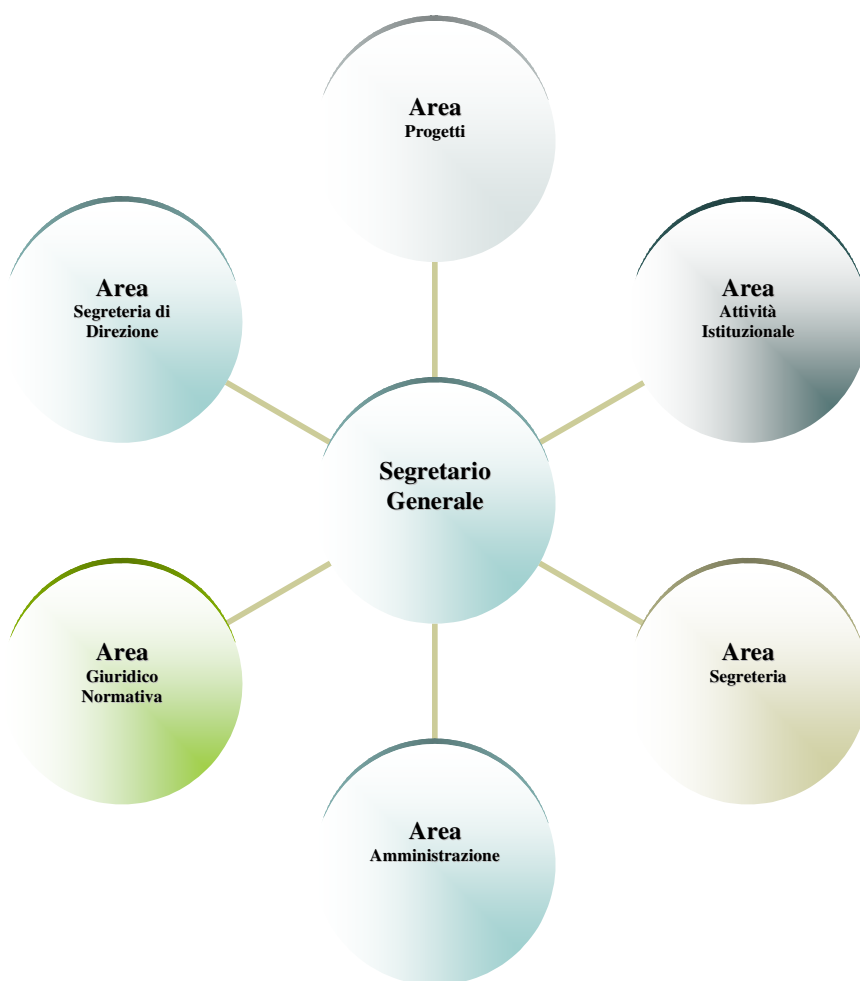 Area
Progetti
Area
Segreteria di
Direzione
Area
Attività
Istituzionale
Segretario
Generale
Area
Giuridico
Normativa
Area
Segreteria
Area
Amministrazione